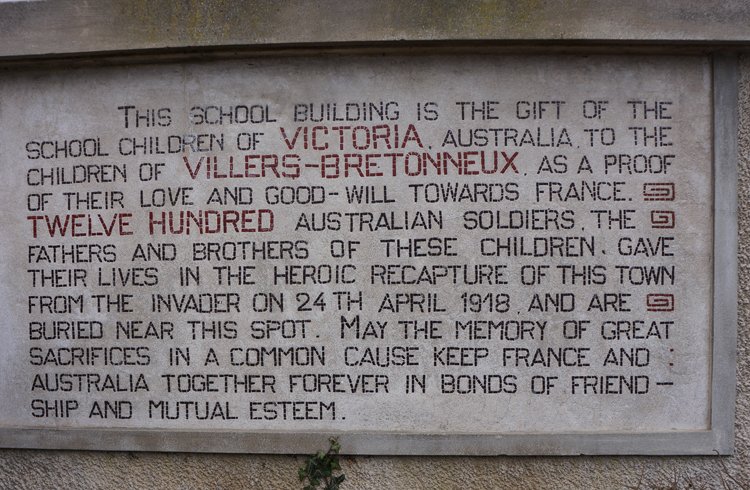 THIS SCHOOL BUILDING IS THE GIFT OF THE
SCHOOL CHILDREN OF VICTORIA, AUSTRALIA, TO THE
CHILDREN OF VILLERS-BRETONNEUX, AS A PROOF
OF THEIR LOVE AND GOOD-WILL TOWARDS FRANCE.
TWELVE HUNDRED AUSTRALIAN SOLDIERS, THE
FATHERS AND BROTHERS OF THESE CHILDREN, GAVE
THEIR LIVES IN THE HEROIC RECAPTURE OF THIS TOWN
FROM THE INVADER ON 24TH APRIL 1918, AND ARE
BURIED NEAR THIS SPOT. MAY THE MEMORY OF GREAT
SACRIFICES IN A COMMON CAUSE KEEP FRANCE AND :
AUSTRALIA TOGETHER FOREVER IN BONDS OF FRIEND-
SHIP AND MUTUAL ESTEEM.